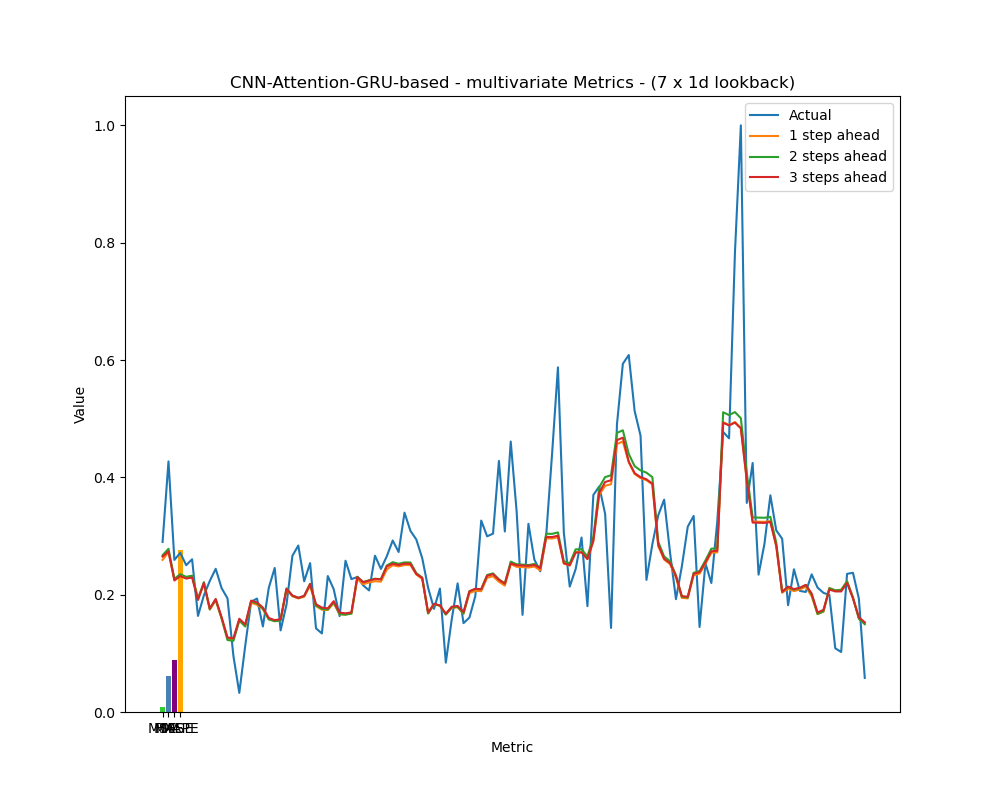 CNN-Attention-GRU-based - multivariate Metrics - (7 x 1d lookback)
Actual
1 step ahead
2 steps ahead
3 steps ahead
1.0
0.8
0.6
0.4
0.2
0.0
Value
Metric